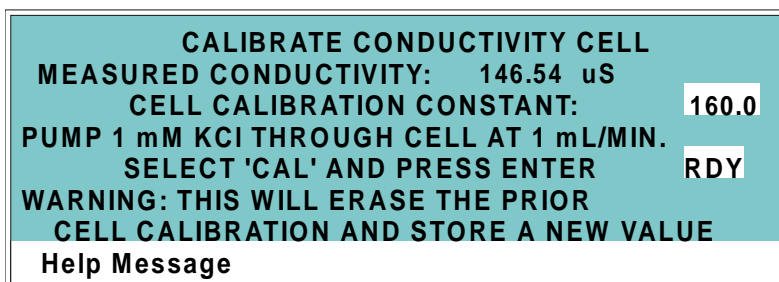 CALIBRATE CONDUCTIVITY CELL
MEASURED CONDUCTIVITY: 146.54 uS
CELL CALIBRATION CONSTANT: 160.0
PUMP 1 mM KCl THROUGH CELL AT 1 mL/MIN.
SELECT 'CAL' AND PRESS ENTER RDY
WARNING: THIS WILL ERASE THE PRIOR
CELL CALIBRATION AND STORE A NEW VALUE
Help Message